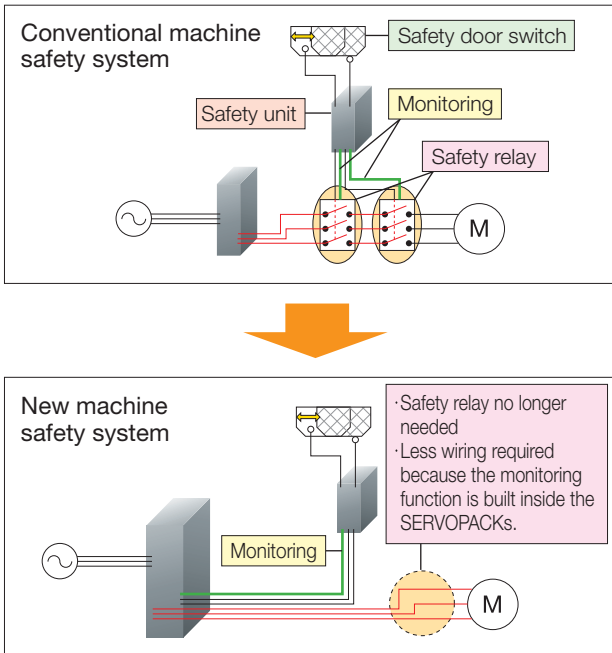 Conventional machine
safety system
Safety door switch
Safety unit
Monitoring
Safety relay
M
New machine
safety system
·Safety relay no longer
needed
·Less wiring required
because the monitoring
function is built inside the
SERVOPACKs.
Monitoring
M